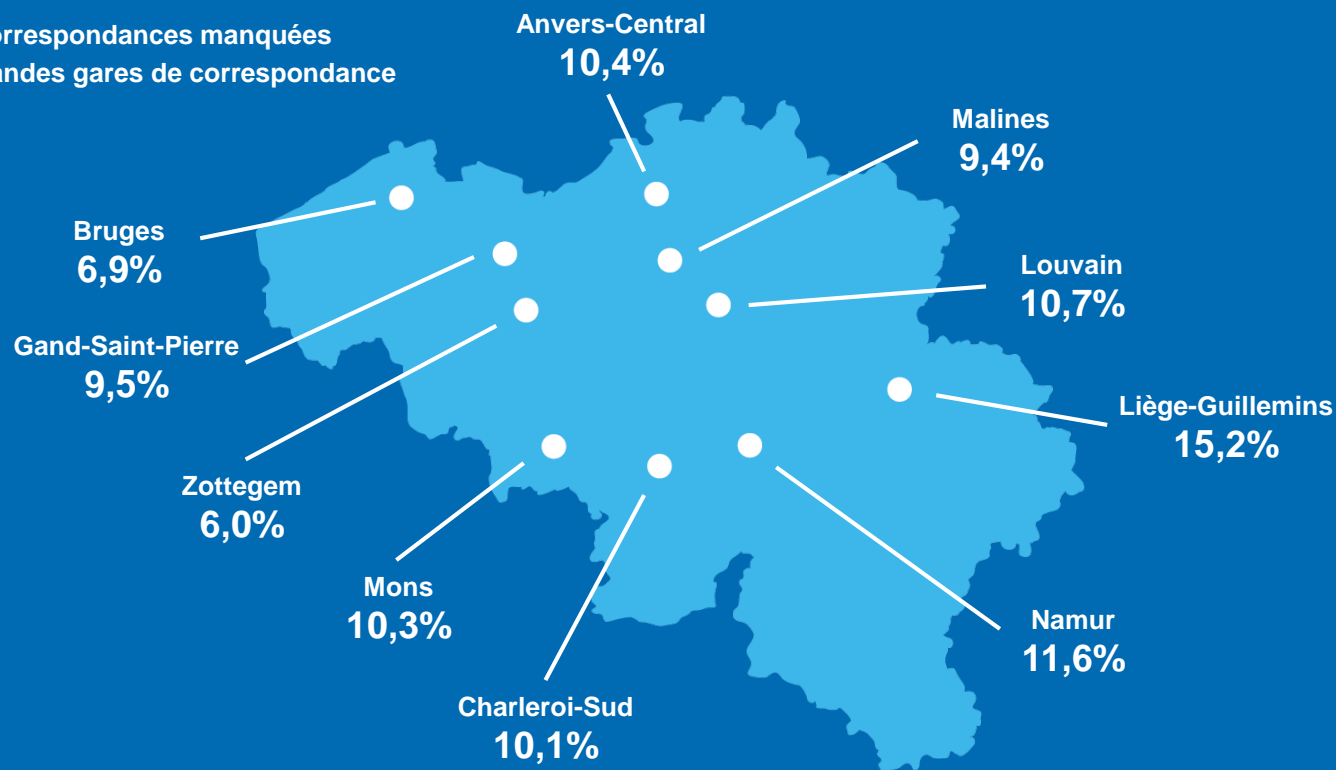 orrespondances manquées
andes gares de correspondance
Anvers-Central
10,4%
Malines
9,4%
Bruges
6,9%
Louvain
10,7%
Gand-Saint-Pierre
9,5%
Liège-Guillemins
15,2%
Zottegem
6,0%
Mons
10,3%
Namur
11,6%
Charleroi-Sud
10,1%